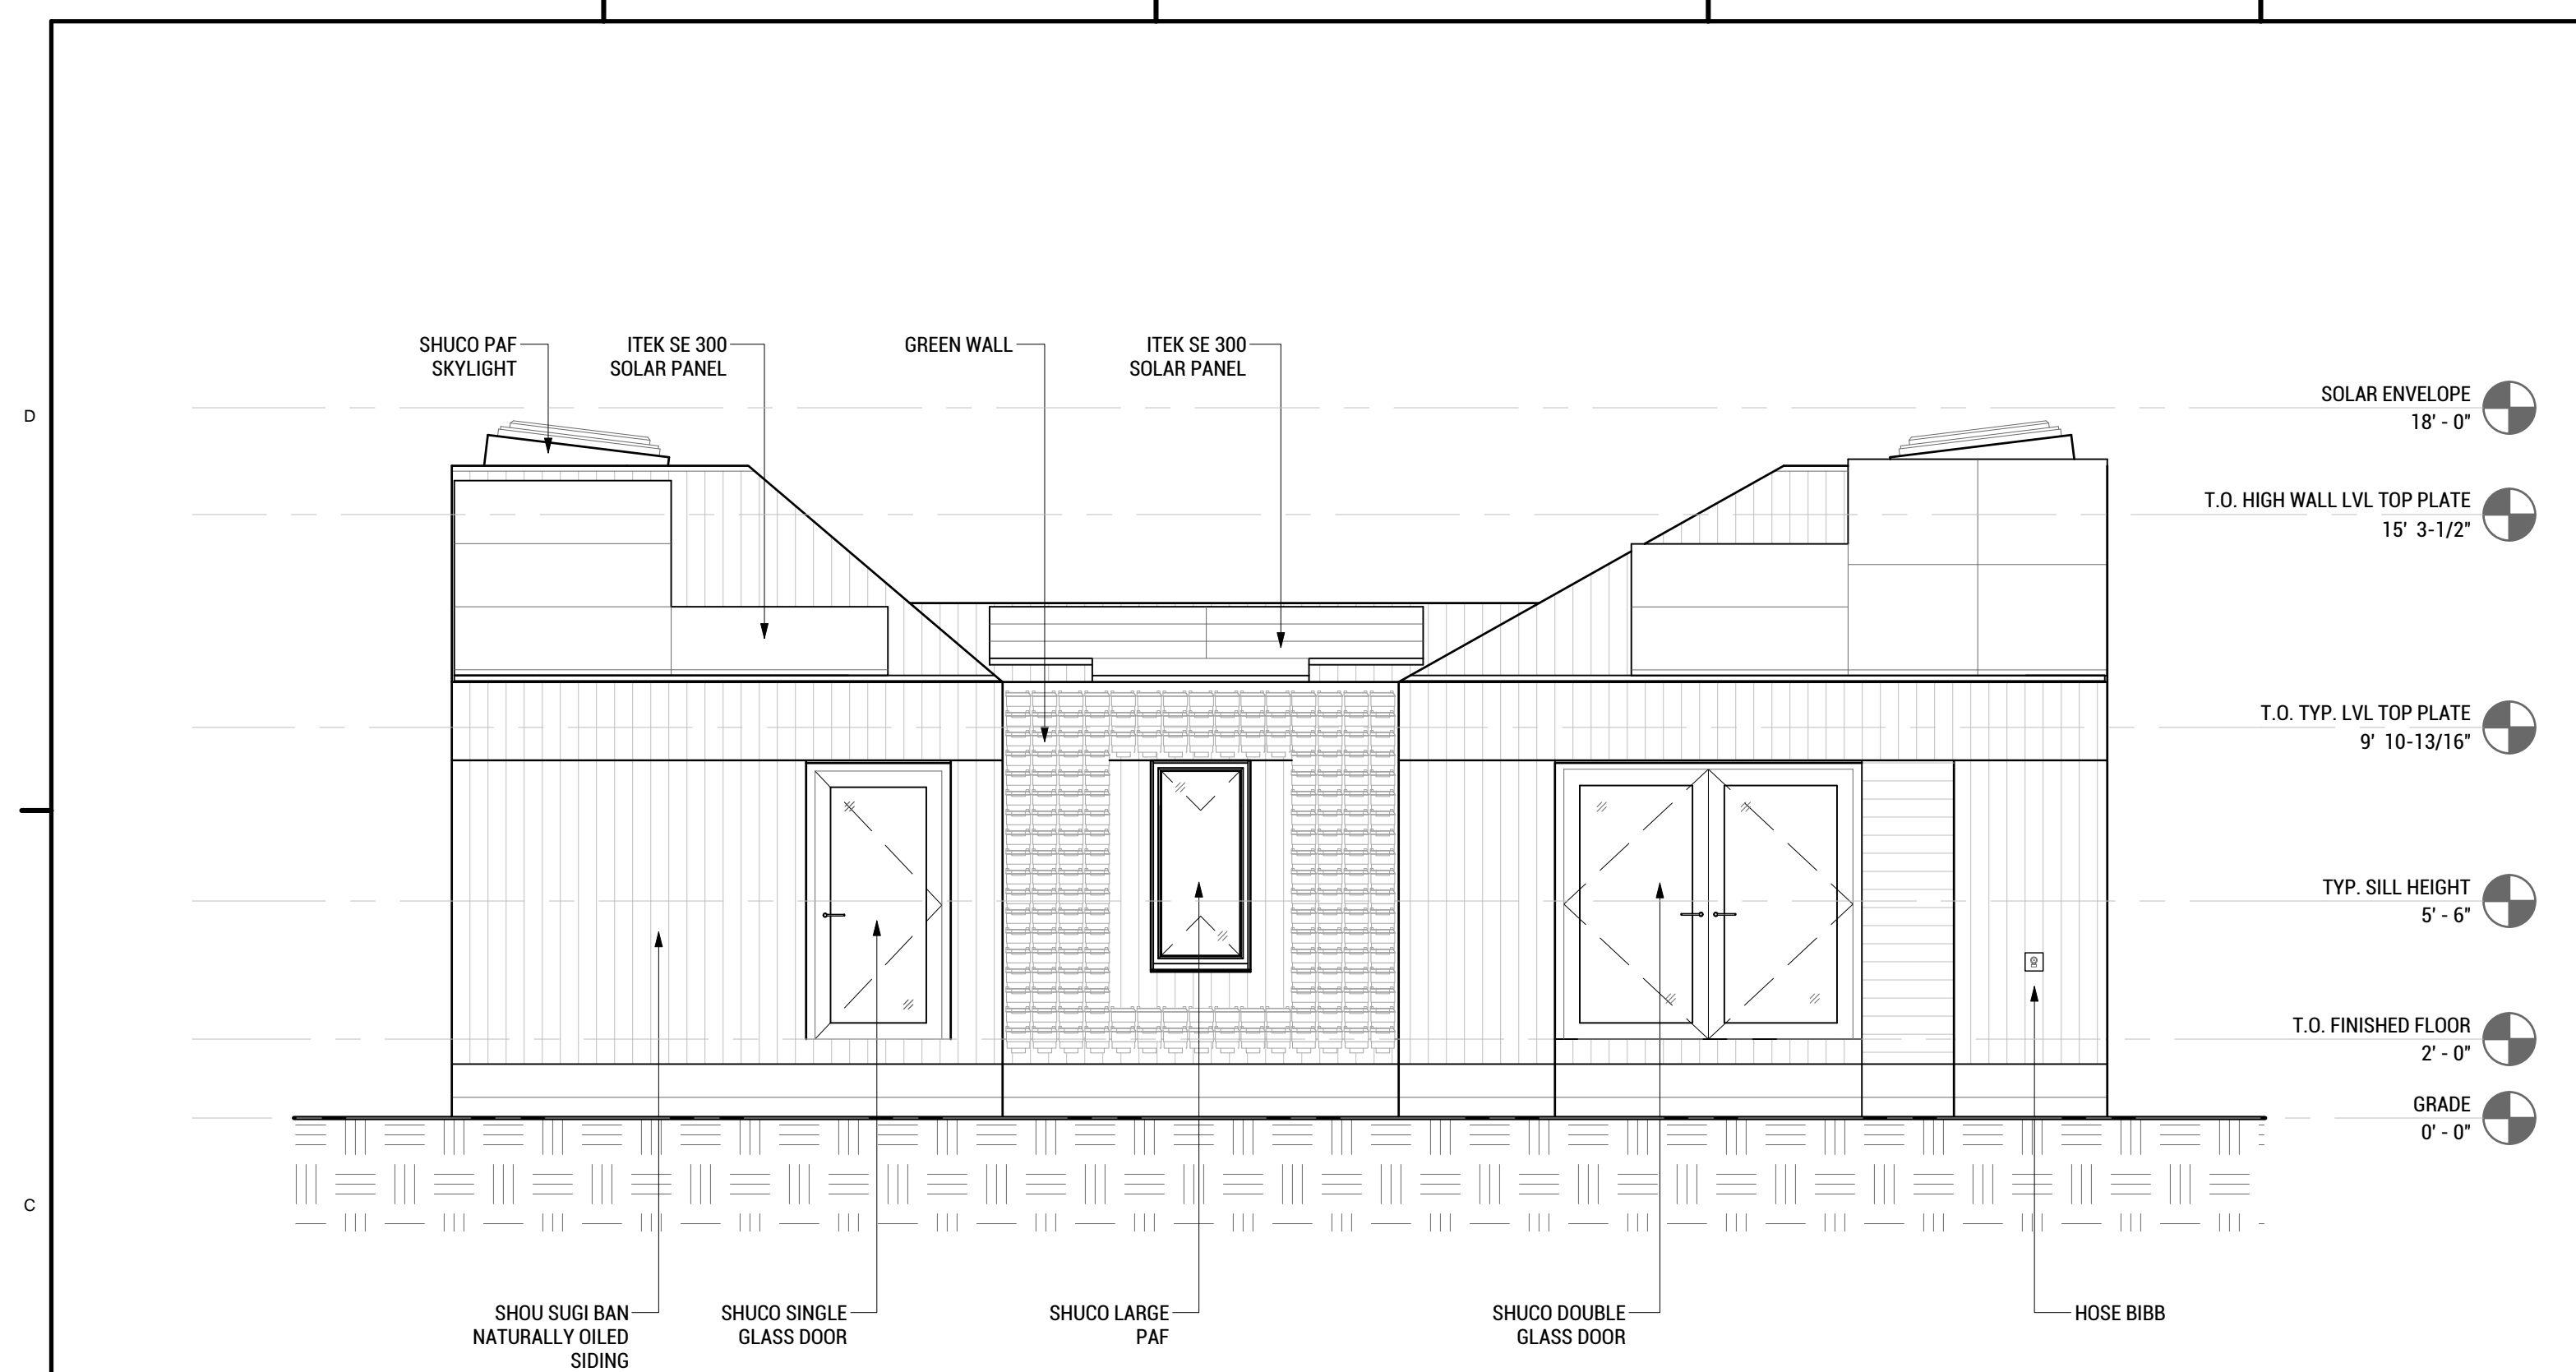 SHUCO PAF
SKYLIGHT
ITEK SE 300
SOLAR PANEL
GREEN WALL
ITEK SE 300
SOLAR PANEL
D
SOLAR ENVELOPE
18' - 0"
T.O. HIGH WALL LVL TOP PLATE
15' 3-1/2"
T.O. TYP. LVL TOP PLATE
9' 10-13/16"
TYP. SILL HEIGHT
5' - 6"
T.O. FINISHED FLOOR
2' - 0"
GRADE
0' - 0"
C
SHOU SUGI BAN
NATURALLY OILED
SIDING
SHUCO SINGLE
GLASS DOOR
SHUCO LARGE
PAF
SHUCO DOUBLE
GLASS DOOR
HOSE BIBB